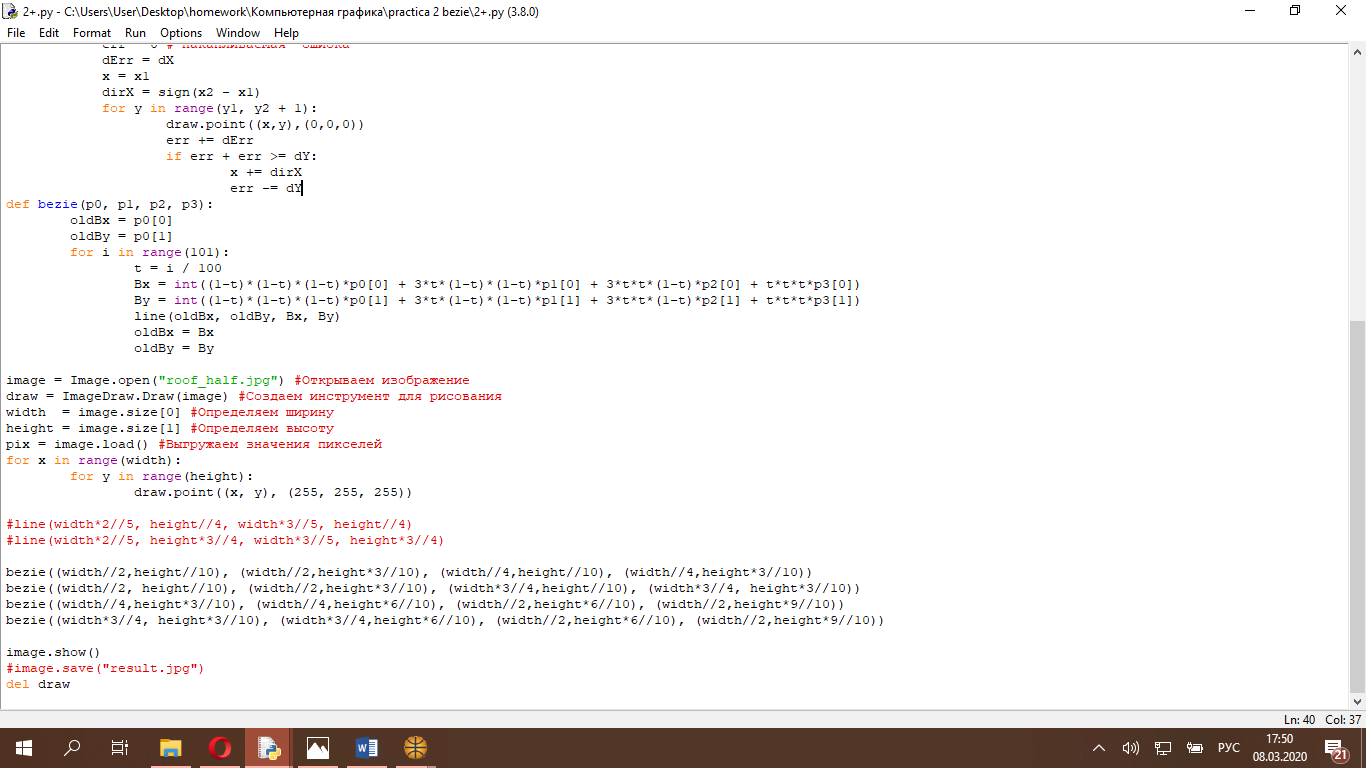 2+.py - C:\Users\User\Desktop\homework\Компьютерная графика\practica 2 bezie\2+.py (3.8.0)
File Edit Format Run Options Window Help
err = 0 # накапливаемая ошибка
dErr = dX
x = x1
dirX = sign(x2 - x1)
for y in range(y1, y2 + 1):
draw.point((x,y),(0,0,0))
err += dErr
if err + err >= dY:
x += dirX
err -= dY
def bezie(p0, p1, p2, p3):
oldBx = p0[0]
oldBy = p0[1]
for i in range(101):
t = i / 100
Bx = int((1-t)*(1-t)*(1-t)*p0[0] + 3*t*(1-t)*(1-t)*p1[0] + 3*t*t*(1-t)*p2[0] + t*t*t*p3[0])
By = int((1-t)*(1-t)*(1-t)*p0[1] + 3*t*(1-t)*(1-t)*p1[1] + 3*t*t*(1-t)*p2[1] + t*t*t*p3[1])
line(oldBx, oldBy, Bx, By)
oldBx = Bx
oldBy = By
image = Image.open("roof_half.jpg") #Открываем изображение
draw = ImageDraw.Draw(image) #Создаем инструмент для рисования
width  = image.size[0] #Определяем ширину
height = image.size[1] #Определяем высоту
pix = image.load() #Выгружаем значения пикселей
for x in range(width):
for y in range(height):
draw.point((x, y), (255, 255, 255))
#line(width*2//5, height//4, width*3//5, height//4)
#line(width*2//5, height*3//4, width*3//5, height*3//4)
bezie((width//2,height//10), (width//2,height*3//10), (width//4,height//10), (width//4,height*3//10))
bezie((width//2, height//10), (width//2,height*3//10), (width*3//4,height//10), (width*3//4, height*3//10))
bezie((width//4,height*3//10), (width//4,height*6//10), (width//2,height*6//10), (width//2,height*9//10))
bezie((width*3//4, height*3//10), (width*3//4,height*6//10), (width//2,height*6//10), (width//2,height*9//10))
image.show()
#image.save("result.jpg")
del draw
Ln: 40 Col: 37
РУС
17:50
08.03.2020
21